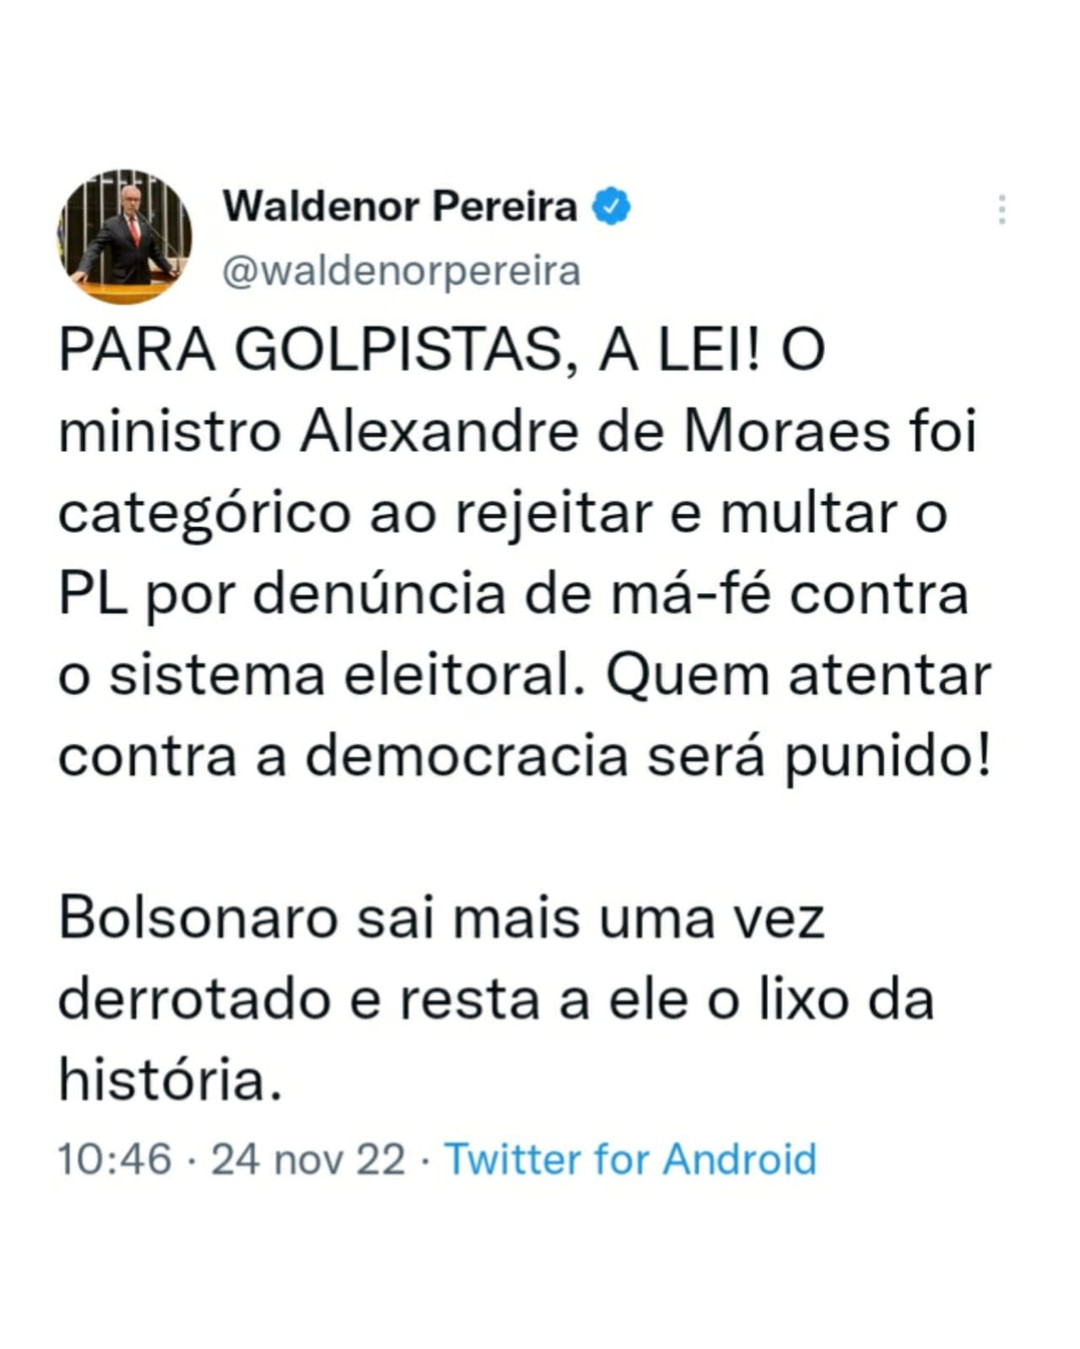 Waldenor Pereira
@waldenorpereira
PARA GOLPISTAS, A LEI! O
ministro Alexandre de Moraes foi
categórico ao rejeitar e multar o
PL por denúncia de má-fé contra
o sistema eleitoral. Quem atentar
contra a democracia será punido!
Bolsonaro sai mais uma vez
derrotado e resta a ele o lixo da
história.
10:46 · 24 nov 22 · Twitter for Android